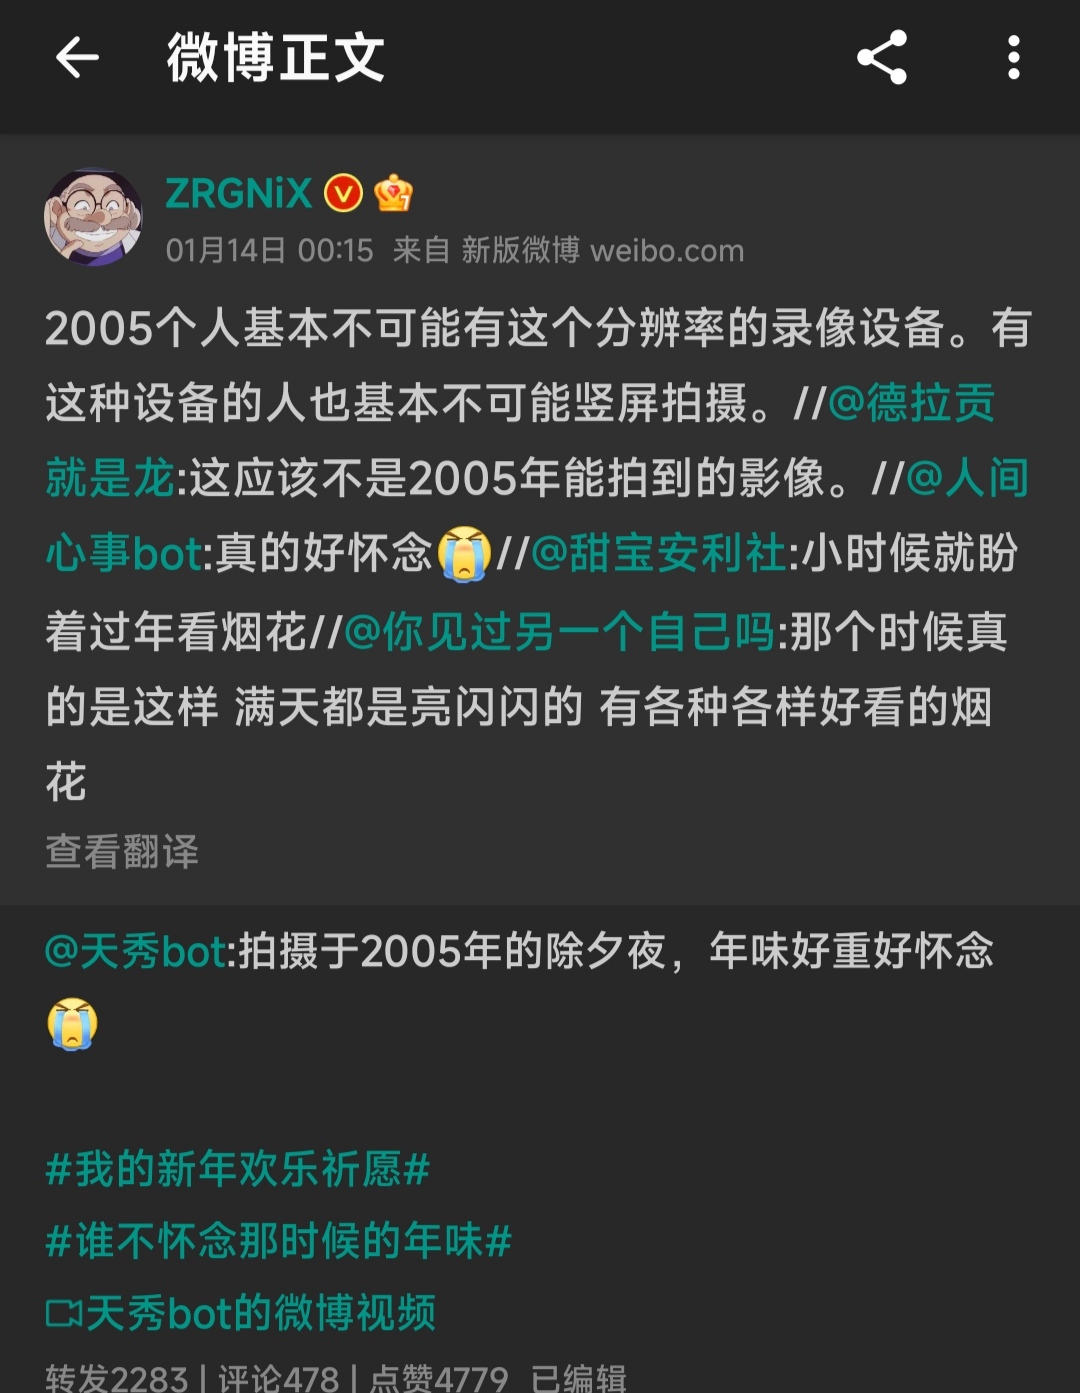 微博正文
ZRGNiX
01月14日 00:15 来自 新版微博 weibo.com
2005个人基本不可能有这个分辨率的录像设备。有
这种设备的人也基本不可能竖屏拍摄。//@德拉贡
就是龙:这应该不是2005年能拍到的影像。//@人间
心事bot:真的好怀念😭//@甜宝安利社:小时候就盼
着过年看烟花//@你见过另一个自己吗:那个时候真
的是这样 满天都是亮闪闪的 有各种各样好看的烟
花
查看翻译
@天秀bot:拍摄于2005年的除夕夜，年味好重好怀念
😭
#我的新年欢乐祈愿#
#谁不怀念那时候的年味#
天秀bot的微博视频
转发2283 | 评论478 | 点赞4779 已编辑